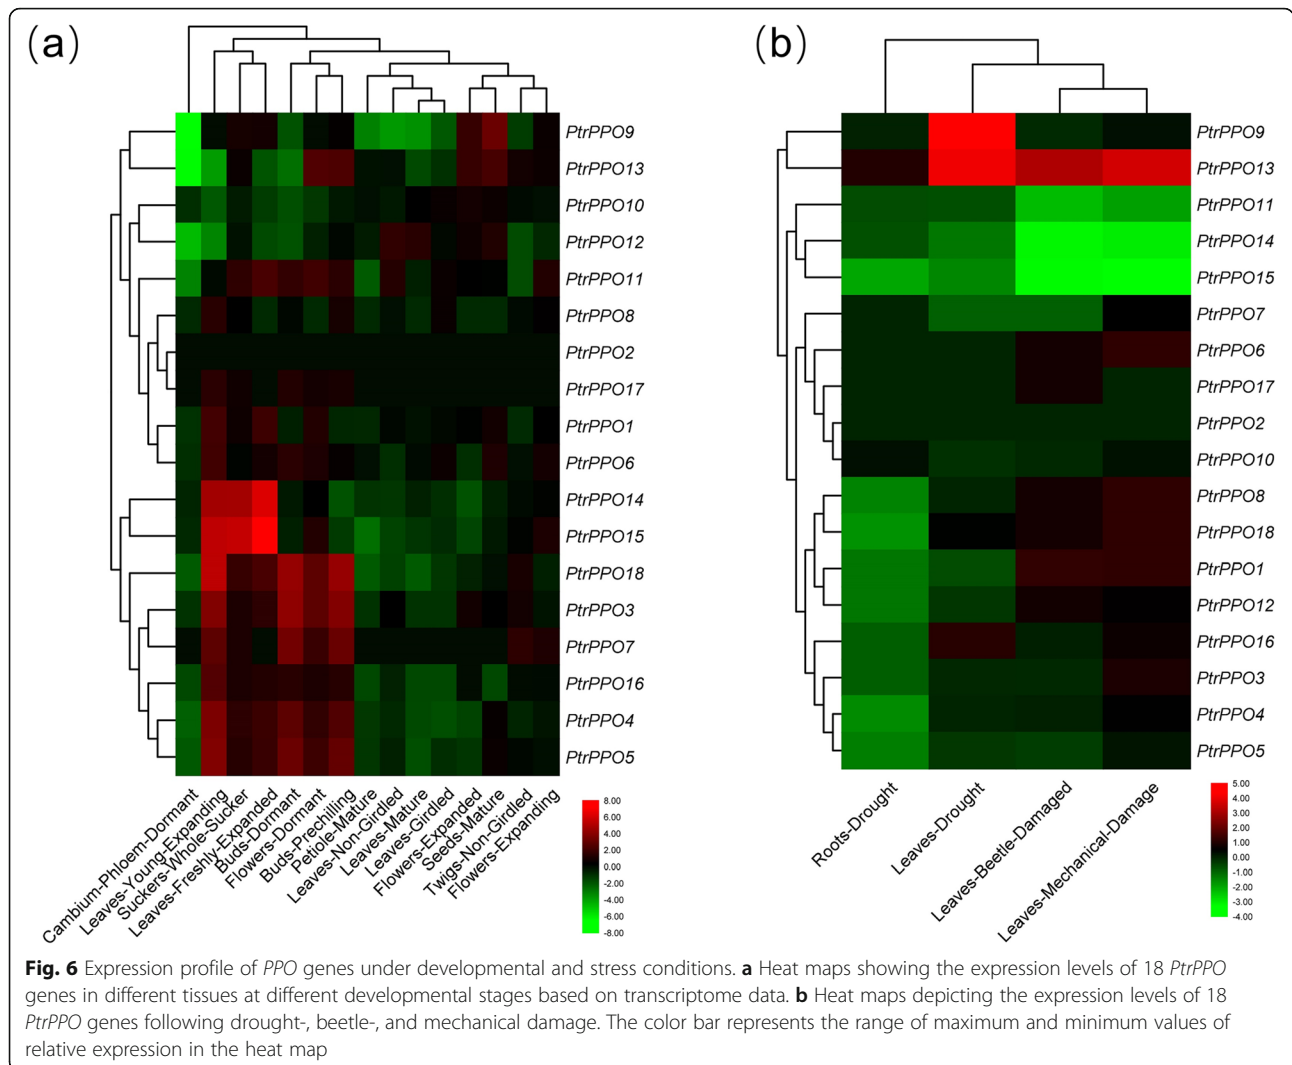 (a)
PtrPPO9
PtrPPO13
PtrPPO10
PtrPPO12
PtrPPO11
PtrPPO8
PtrPPO2
PtrPPO17
PtrPPO1
PtrPPO6
PtrPPO14
PtrPPO15
PtrPPO18
PtrPPO3
PtrPPO7
PtrPPO16
PtrPPO4
PtrPPO5
Cambium-Phloem-Dormant
Leaves-Young-Expanding
Suckers-Whole-Sucker
Leaves-Freshly-Expanded
Buds-Dormant
Flowers-Dormant
Buds-Prechilling
Petiole-Mature
Leaves-Non-Girdled
Leaves-Mature
Leaves-Girdled
Flowers-Expanded
Seeds-Mature
Twigs-Non-Girdled
Flowers-Expanding
8.00
6.00
4.00
2.00
0.00
-2.00
-4.00
-6.00
-8.00
(b)
PtrPPO9
PtrPPO13
PtrPPO11
PtrPPO14
PtrPPO15
PtrPPO7
PtrPPO6
PtrPPO17
PtrPPO2
PtrPPO10
PtrPPO8
PtrPPO18
PtrPPO1
PtrPPO12
PtrPPO16
PtrPPO3
PtrPPO4
PtrPPO5
Roots-Drought
Leaves-Drought
Leaves-Beetle-Damaged
Leaves-Mechanical-Damage
5.00
4.00
3.00
2.00
1.00
0.00
-1.00
-2.00
-3.00
-4.00
Fig. 6 Expression profile of PPO genes under developmental and stress conditions. a Heat maps showing the expression levels of 18 PtrPPO
genes in different tissues at different developmental stages based on transcriptome data. b Heat maps depicting the expression levels of 18
PtrPPO genes following drought-, beetle-, and mechanical damage. The color bar represents the range of maximum and minimum values of
relative expression in the heat map